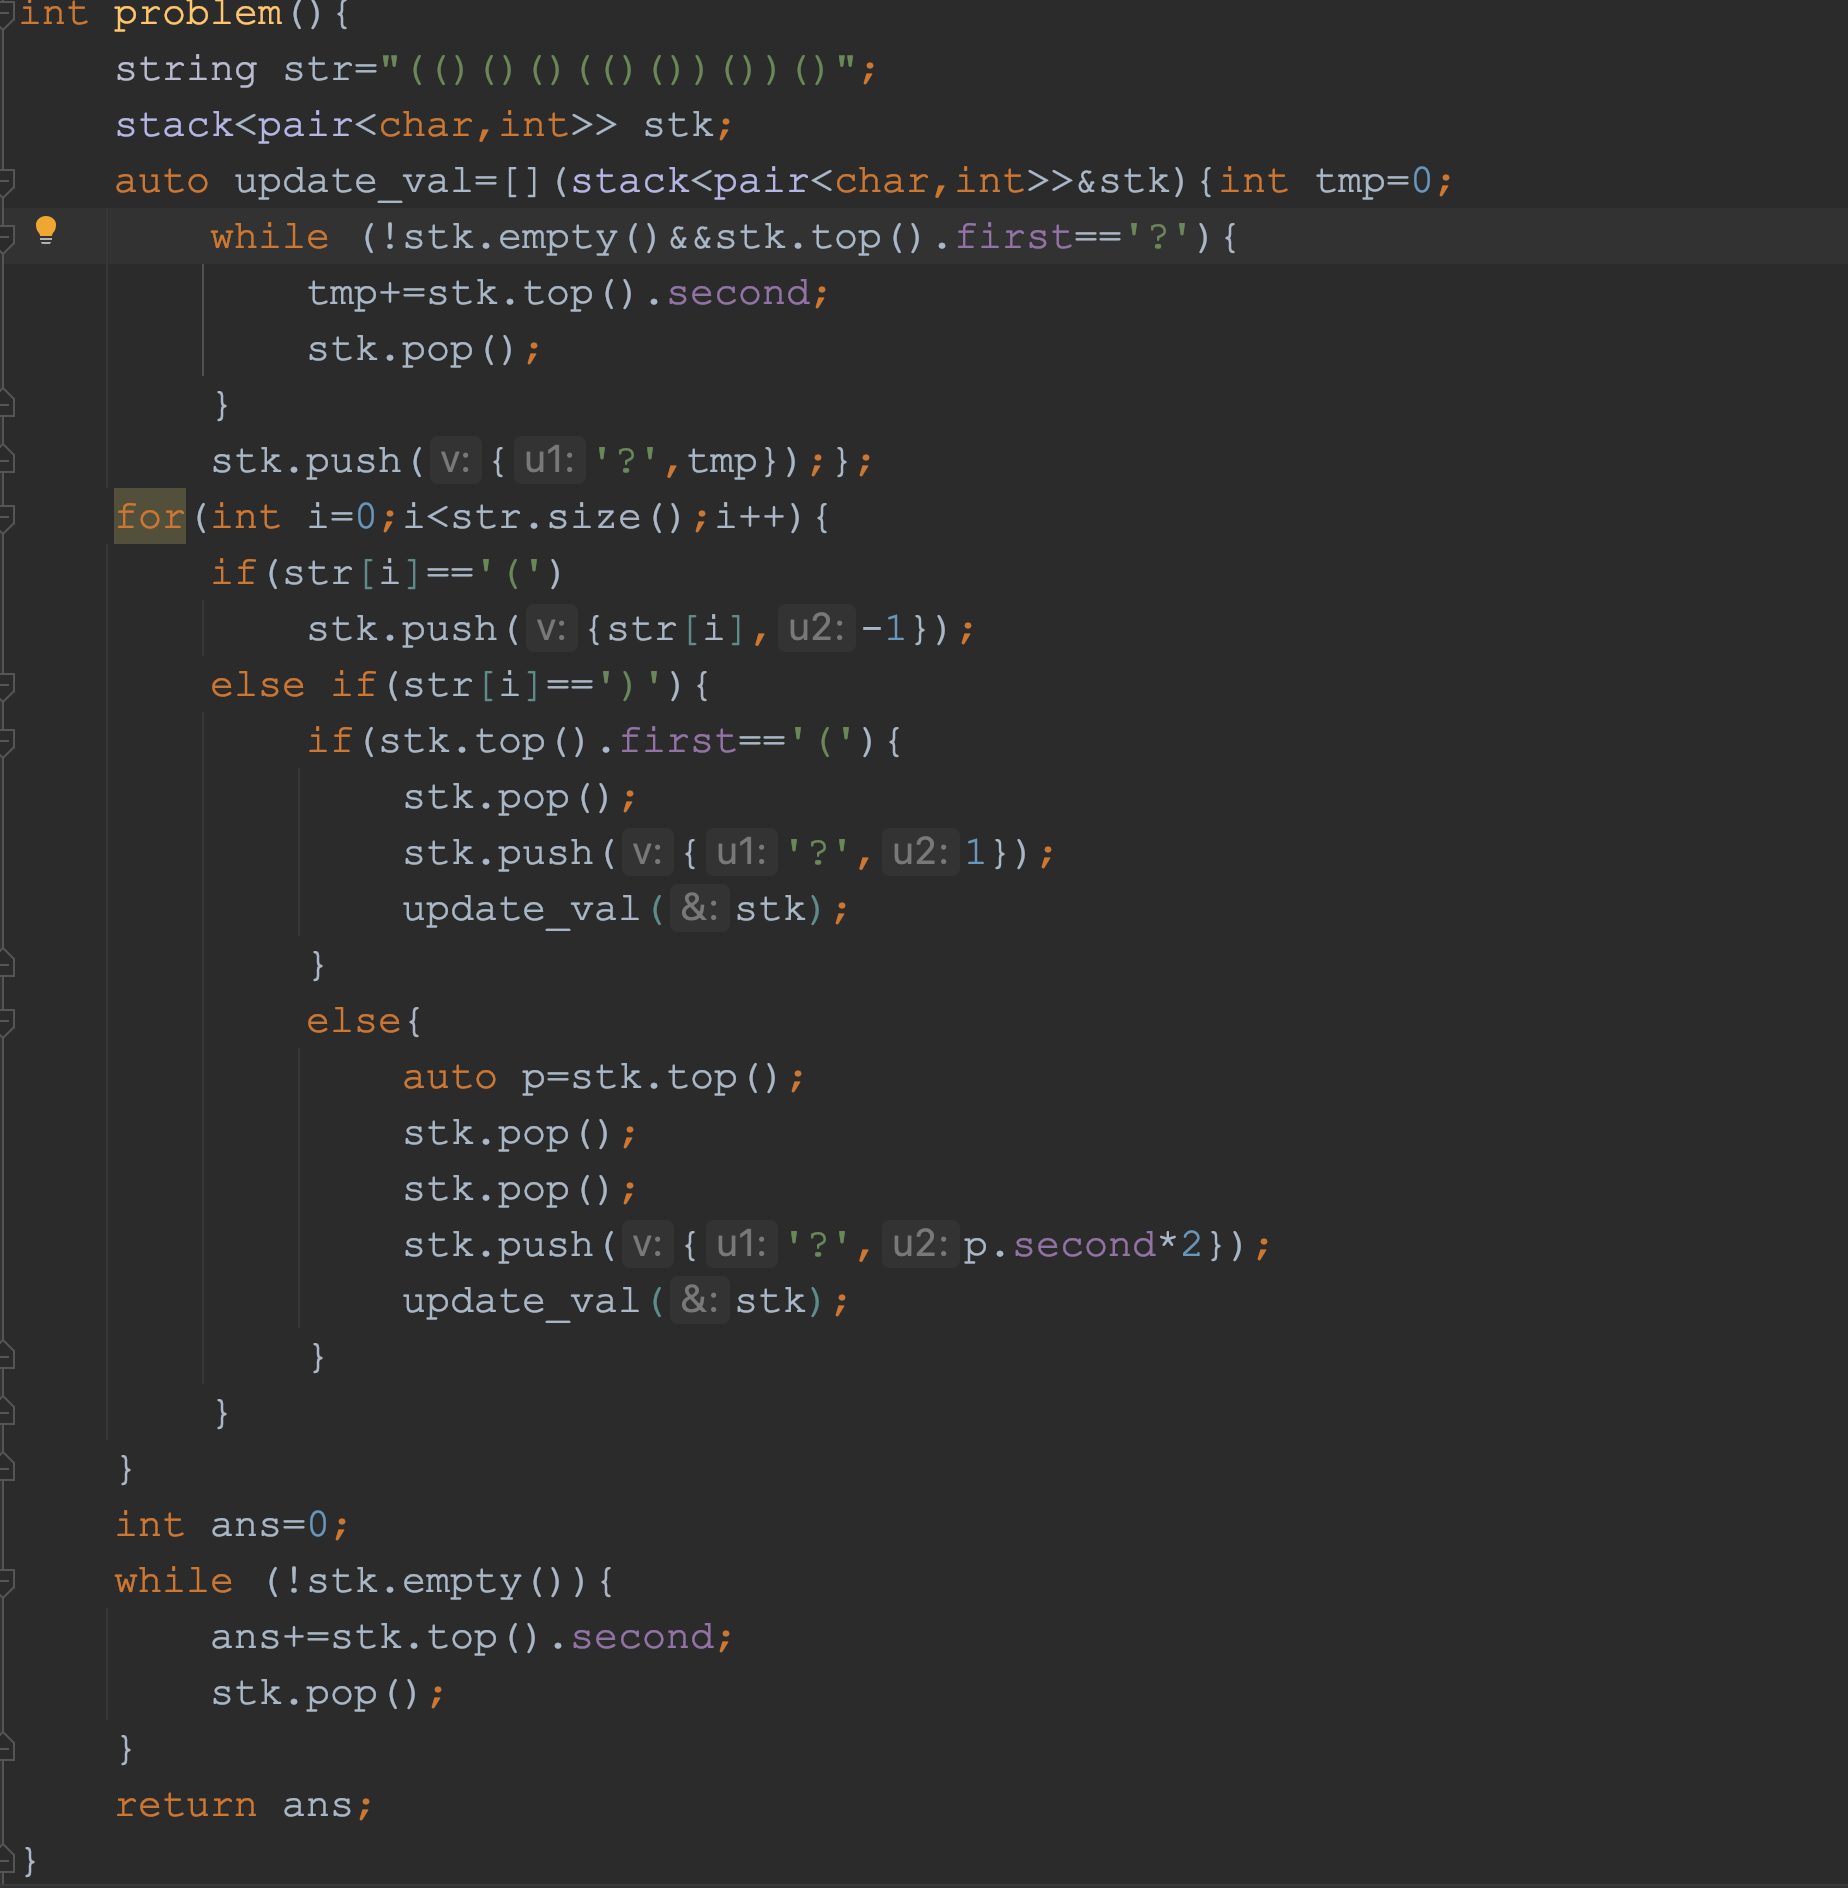 int problem(){
    string str="(()()()(()())())()";
    stack<pair<char,int>> stk;
    auto update_val=[](stack<pair<char,int>>&stk){int tmp=0;
        while (!stk.empty()&&stk.top().first=='?'){
            tmp+=stk.top().second;
            stk.pop();
        }
        stk.push( v: { u1: '?',tmp});};
    for(int i=0;i<str.size();i++){
        if(str[i]=='(')
            stk.push( v: {str[i], u2: -1});
        else if(str[i]==')'){
            if(stk.top().first=='('){
                stk.pop();
                stk.push( v: { u1: '?', u2: 1});
                update_val( &: stk);
            }
            else{
                auto p=stk.top();
                stk.pop();
                stk.pop();
                stk.push( v: { u1: '?', u2: p.second*2});
                update_val( &: stk);
            }
        }
    }
    int ans=0;
    while (!stk.empty()){
        ans+=stk.top().second;
        stk.pop();
    }
    return ans;
}